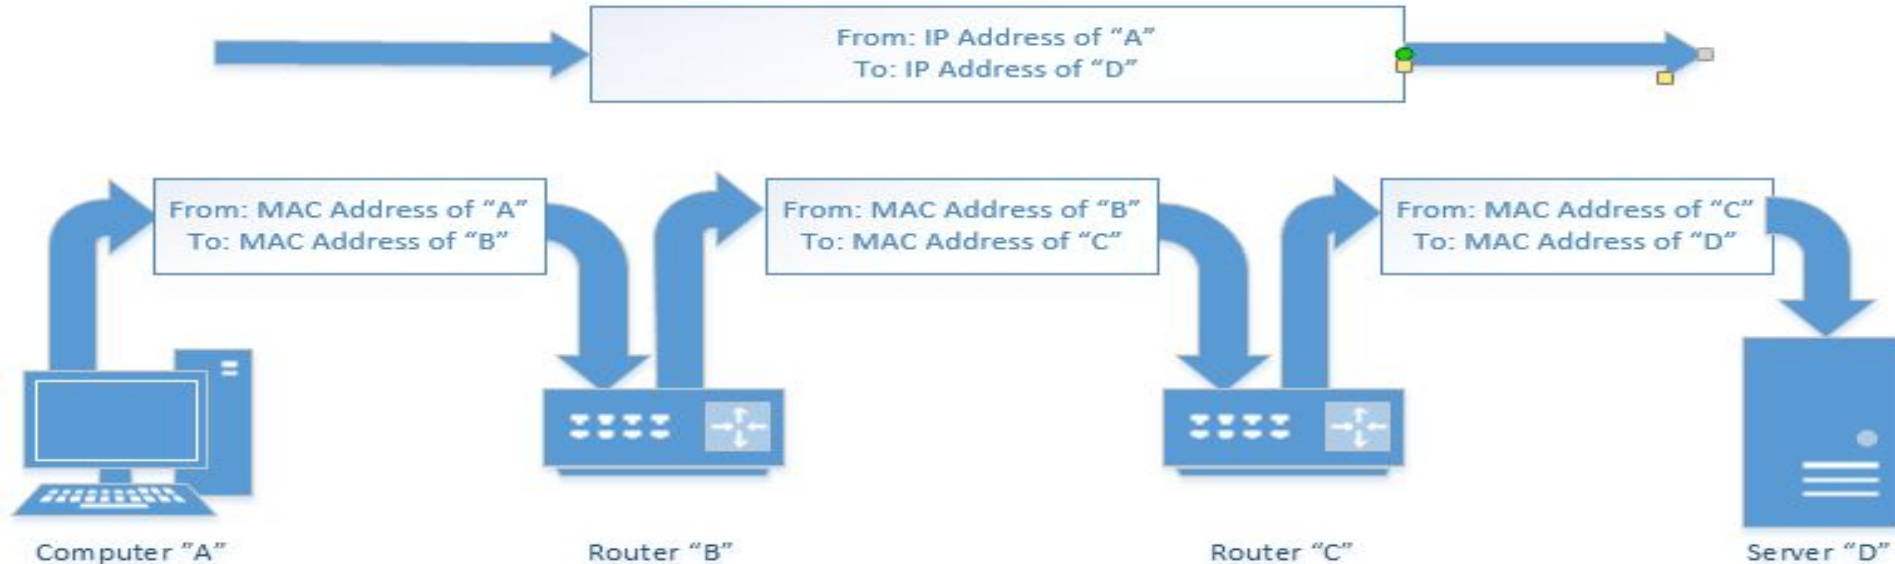 From: IP Address of “A”
To: IP Address of “D”
From: MAC Address of “A”
To: MAC Address of “B”
From: MAC Address of “B”
To: MAC Address of “C”
From: MAC Address of “C”
To: MAC Address of “D”
Computer “A”
Router “B”
Router “C”
Server “D”